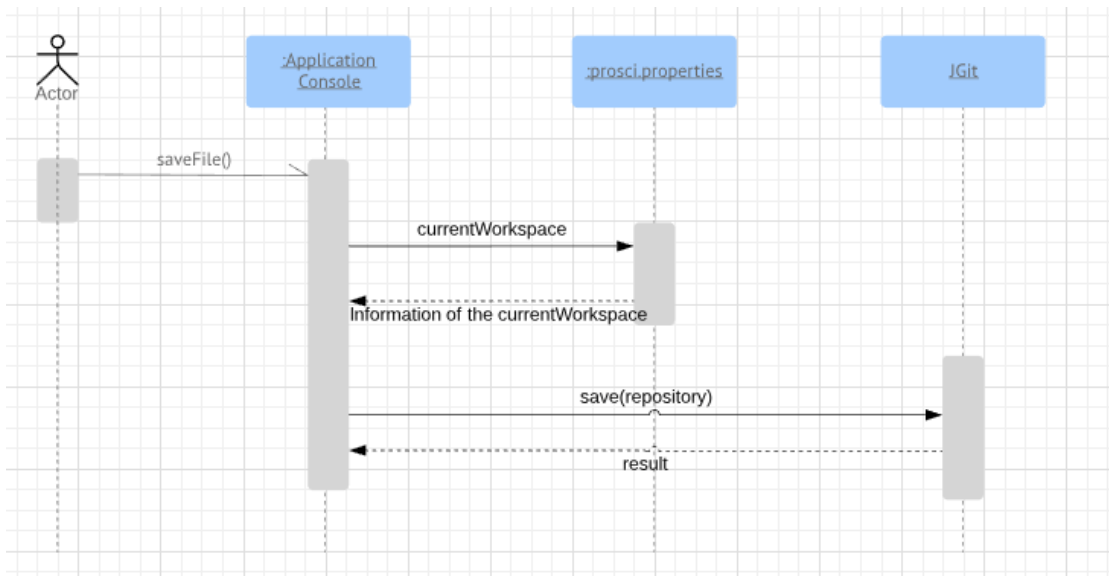 :Application
Console
:prosci.properties
JGit
Actor
saveFile()
currentWorkspace
Information of the currentWorkspace
save(repository)
result